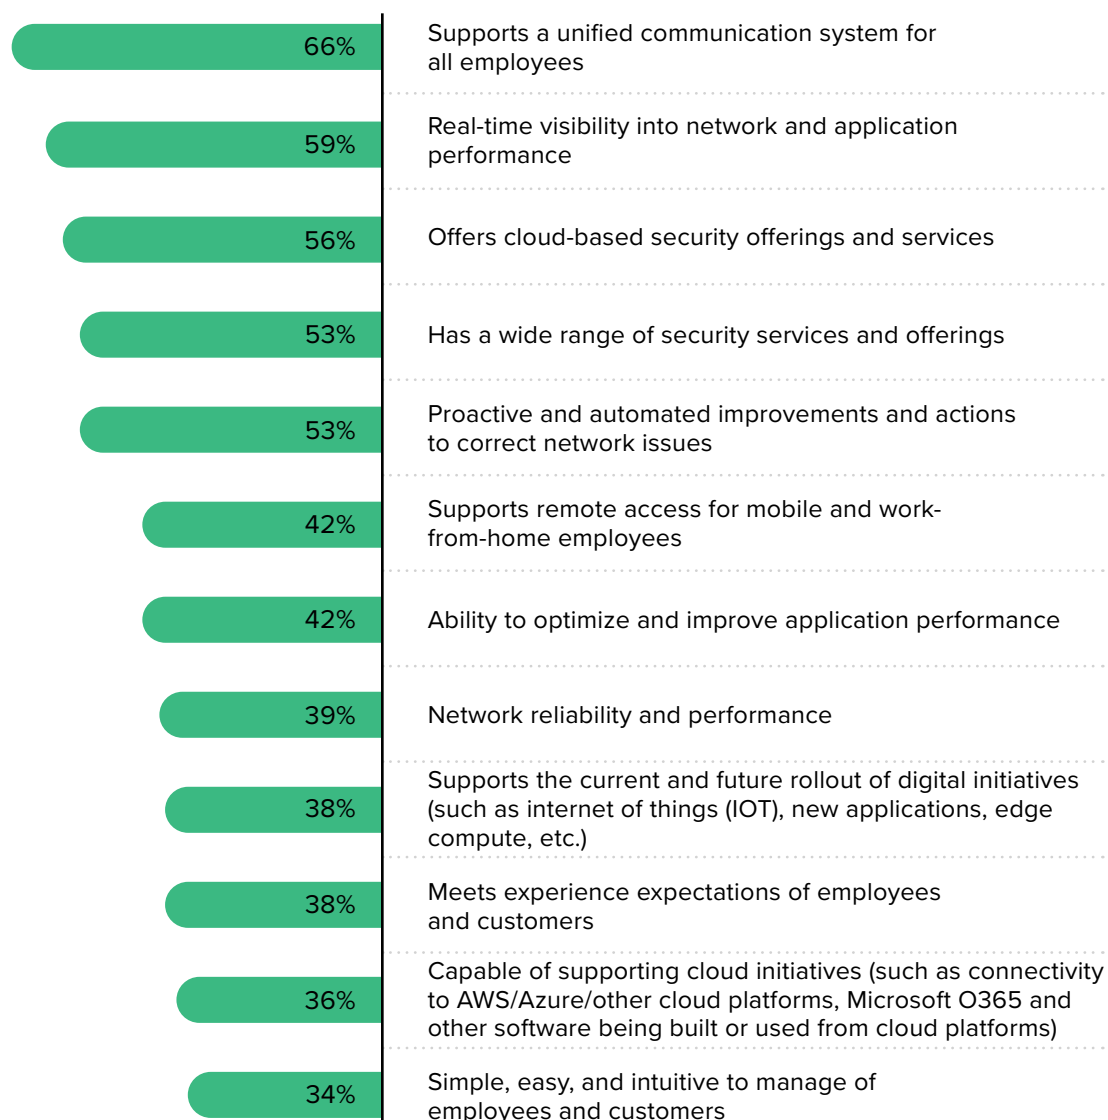 66%
Supports a unified communication system for
all employees
59%
Real-time visibility into network and application
performance
56%
Offers cloud-based security offerings and services
53%
Has a wide range of security services and offerings
53%
Proactive and automated improvements and actions
to correct network issues
42%
Supports remote access for mobile and work-
from-home employees
42%
Ability to optimize and improve application performance
39%
Network reliability and performance
38%
Supports the current and future rollout of digital initiatives
(such as internet of things (IOT), new applications, edge
compute, etc.)
38%
Meets experience expectations of employees
and customers
36%
Capable of supporting cloud initiatives (such as connectivity
to AWS/Azure/other cloud platforms, Microsoft O365 and
other software being built or used from cloud platforms)
34%
Simple, easy, and intuitive to manage of
employees and customers